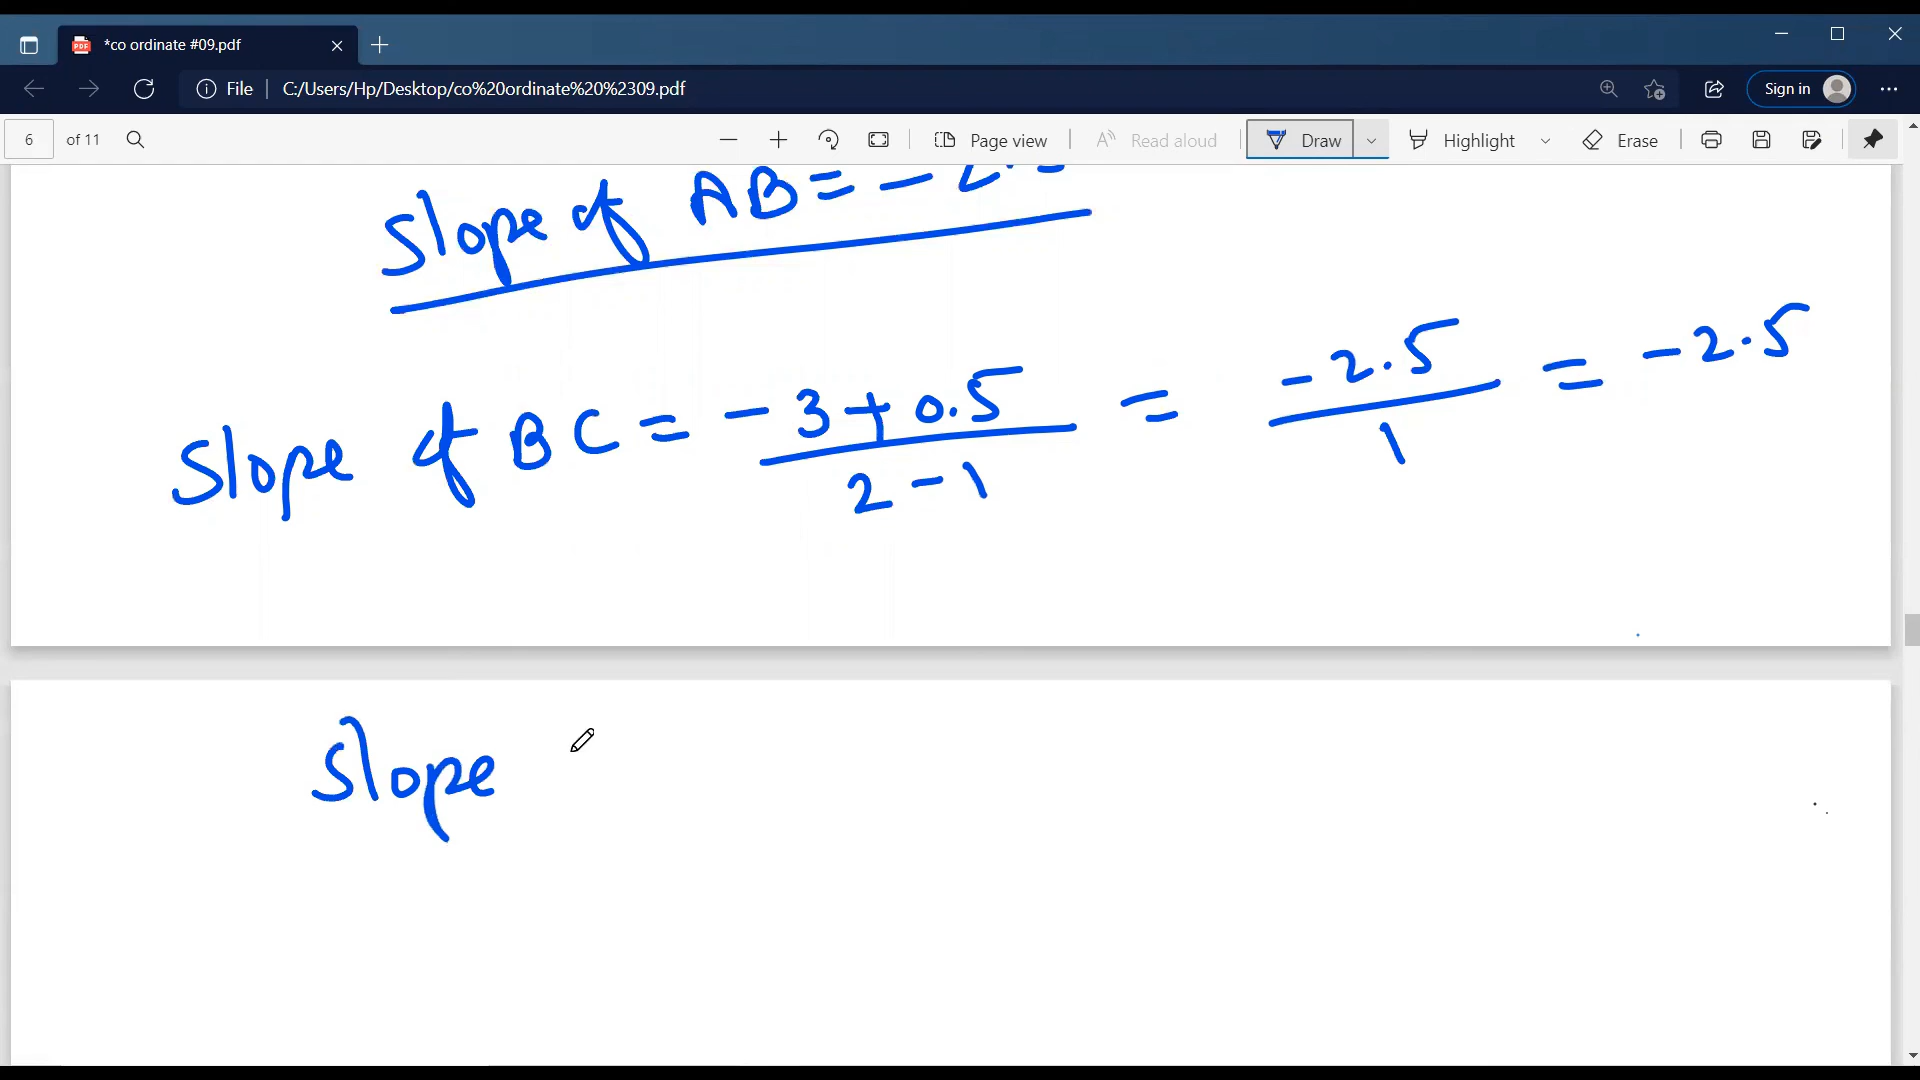 *co ordinate #09.pdf
File | C:/Users/Hp/Desktop/co%20ordinate%20%2309.pdf
Sign in
6 of 11
Page view
Read aloud
Draw
Highlight
Erase
Slope of AB = - 2.5
Slope of BC = (- 3 + 0.5)/(2 - 1) = (- 2.5)/1 = - 2.5
Slope